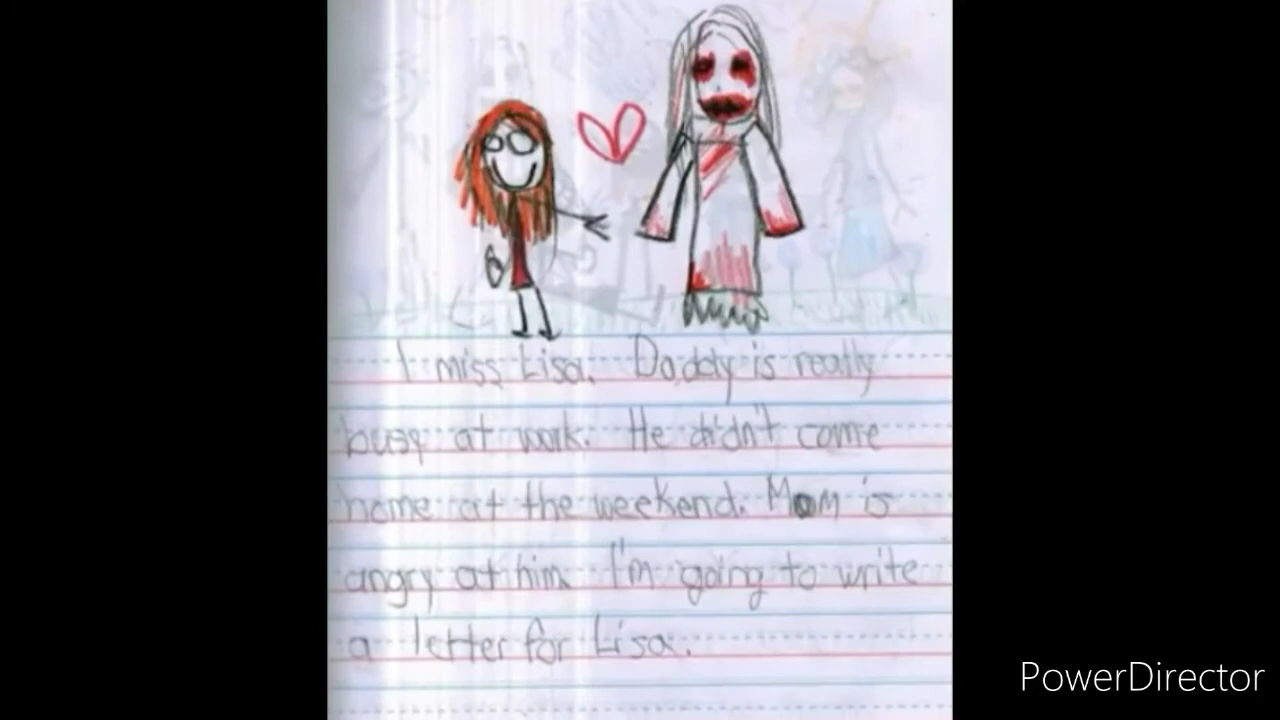 I miss Lisa. Daddy is really
busy at work. He didn't come
home at the weekend. Mom is
angry at him. I'm going to write
a letter for Lisa.
PowerDirector